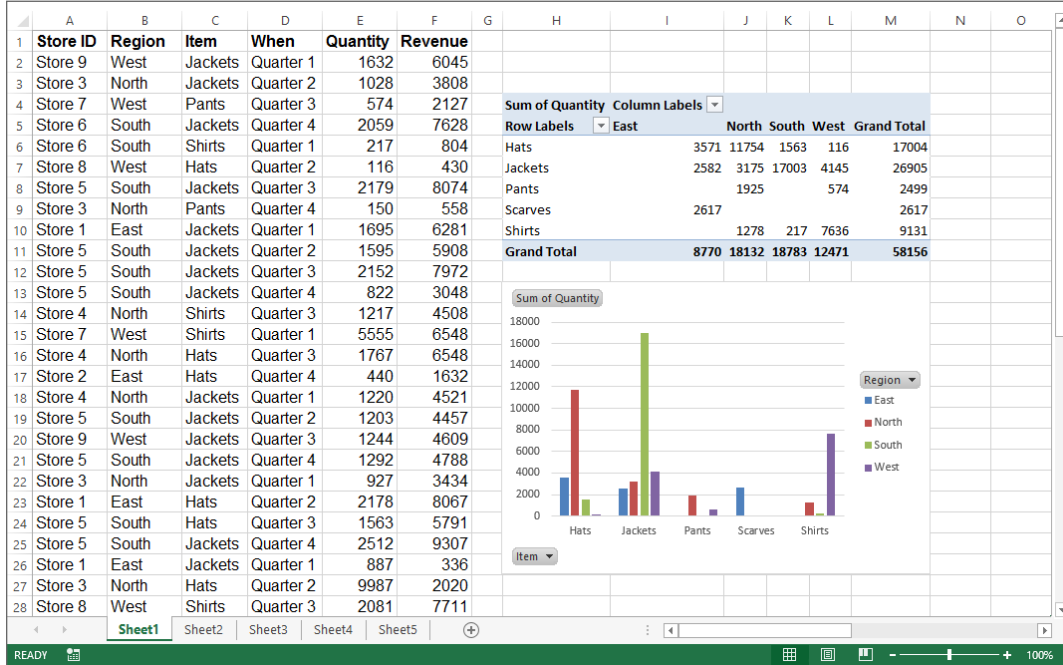 A B C D E F G H I J K L M N O
1 Store ID Region Item When Quantity Revenue
2 Store 9 West Jackets Quarter 1 1632 6045
3 Store 3 North Jackets Quarter 2 1028 3808
4 Store 7 West Pants Quarter 3 574 2127 Sum of Quantity Column Labels
5 Store 6 South Jackets Quarter 4 2059 7628 Row Labels East North South West Grand Total
6 Store 6 South Shirts Quarter 1 217 804 Hats 3571 11754 1563 116 17004
7 Store 8 West Hats Quarter 2 116 430 Jackets 2582 3175 17003 4145 26905
8 Store 5 South Jackets Quarter 3 2179 8074 Pants 1925 574 2499
9 Store 3 North Pants Quarter 4 150 558 Scarves 2617 2617
10 Store 1 East Jackets Quarter 1 1695 6281 Shirts 1278 217 7636 9131
11 Store 5 South Jackets Quarter 2 1595 5908 Grand Total 8770 18132 18783 12471 58156
12 Store 5 South Jackets Quarter 3 2152 7972
13 Store 5 South Jackets Quarter 4 822 3048
14 Store 4 North Shirts Quarter 3 1217 4508
15 Store 7 West Shirts Quarter 1 5555 6548
16 Store 4 North Hats Quarter 3 1767 6548
17 Store 2 East Hats Quarter 4 440 1632
18 Store 4 North Jackets Quarter 1 1220 4521
19 Store 5 South Jackets Quarter 2 1203 4457
20 Store 9 West Jackets Quarter 3 1244 4609
21 Store 5 South Jackets Quarter 4 1292 4788
22 Store 3 North Jackets Quarter 1 927 3434
23 Store 1 East Hats Quarter 2 2178 8067
24 Store 5 South Hats Quarter 3 1563 5791
25 Store 5 South Jackets Quarter 4 2512 9307
26 Store 1 East Jackets Quarter 1 887 336
27 Store 3 North Hats Quarter 2 9987 2020
28 Store 8 West Shirts Quarter 3 2081 7711
Sum of Quantity
18000
16000
14000
12000
10000
8000
6000
4000
2000
0
Hats Jackets Pants Scarves Shirts
Region
East
North
South
West
Item
Sheet1 Sheet2 Sheet3 Sheet4 Sheet5
READY 100%